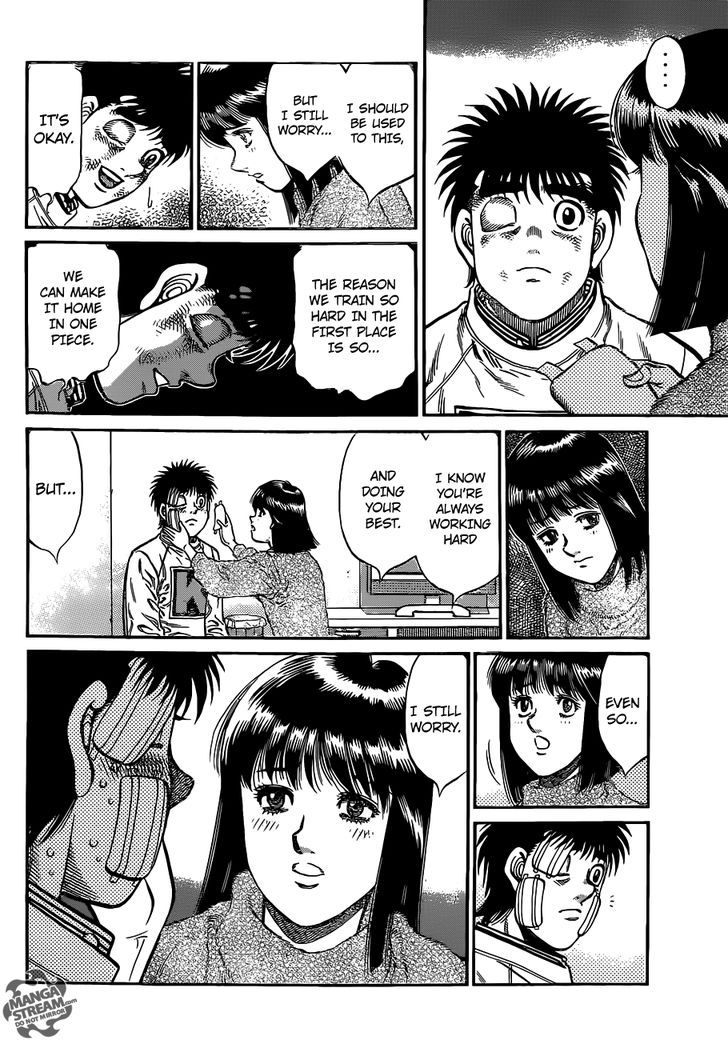 ....
I SHOULD
BE USED
TO THIS,
BUT
I STILL
WORRY...
IT'S
OKAY.
THE REASON
WE TRAIN SO
HARD IN THE
FIRST PLACE
IS SO...
WE
CAN MAKE
IT HOME
IN ONE
PIECE.
I KNOW
YOU'RE
ALWAYS
WORKING
HARD
AND
DOING
YOUR
BEST.
BUT...
K
EVEN
SO...
I STILL
WORRY.
MANGA
STREAM.com
DO NOT MIRROR!